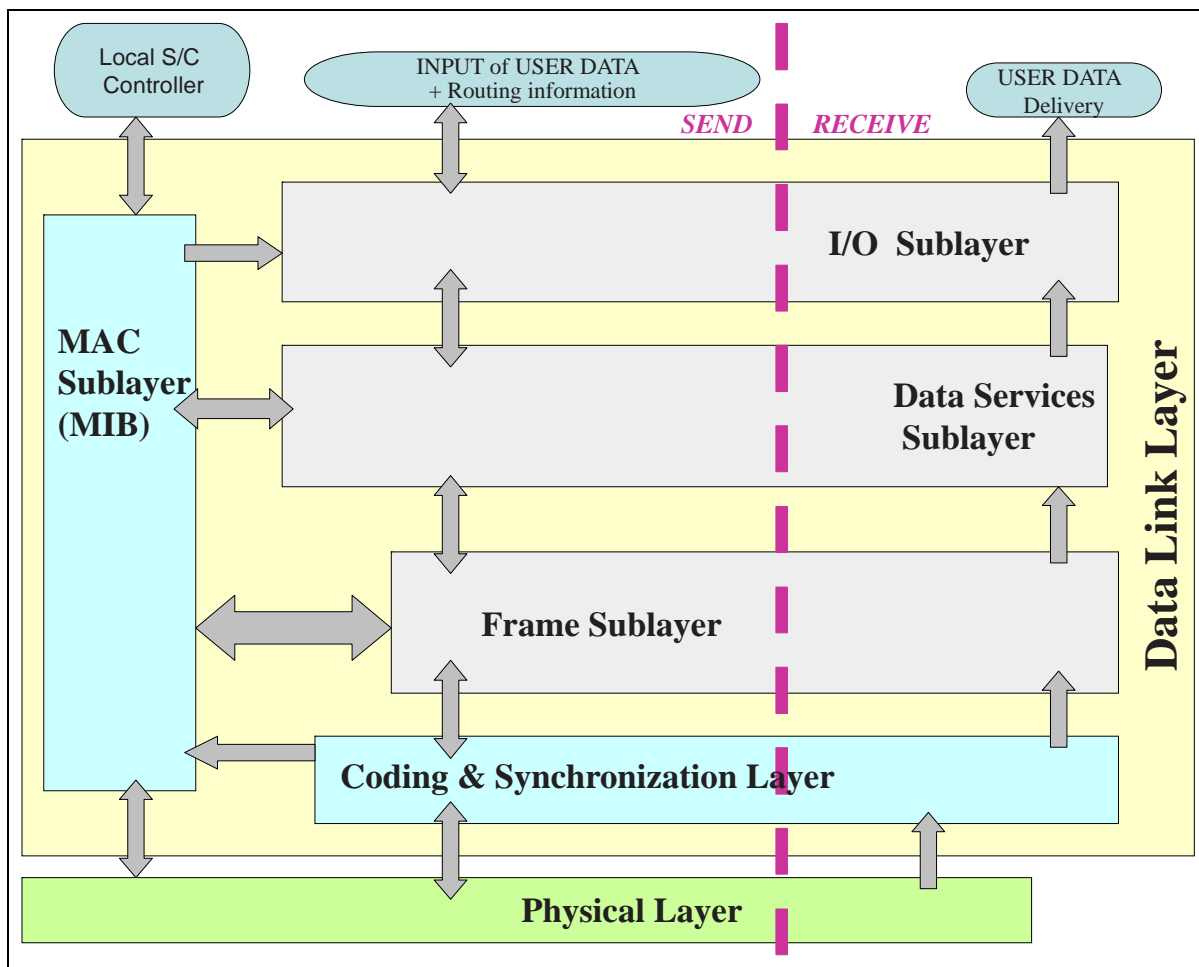 Local S/C
Controller
INPUT of USER DATA
+ Routing information
USER DATA
Delivery
SEND
RECEIVE
I/O Sublayer
MAC
Sublayer
(MIB)
Data Services
Sublayer
Data Link Layer
Frame Sublayer
Coding & Synchronization Layer
Physical Layer